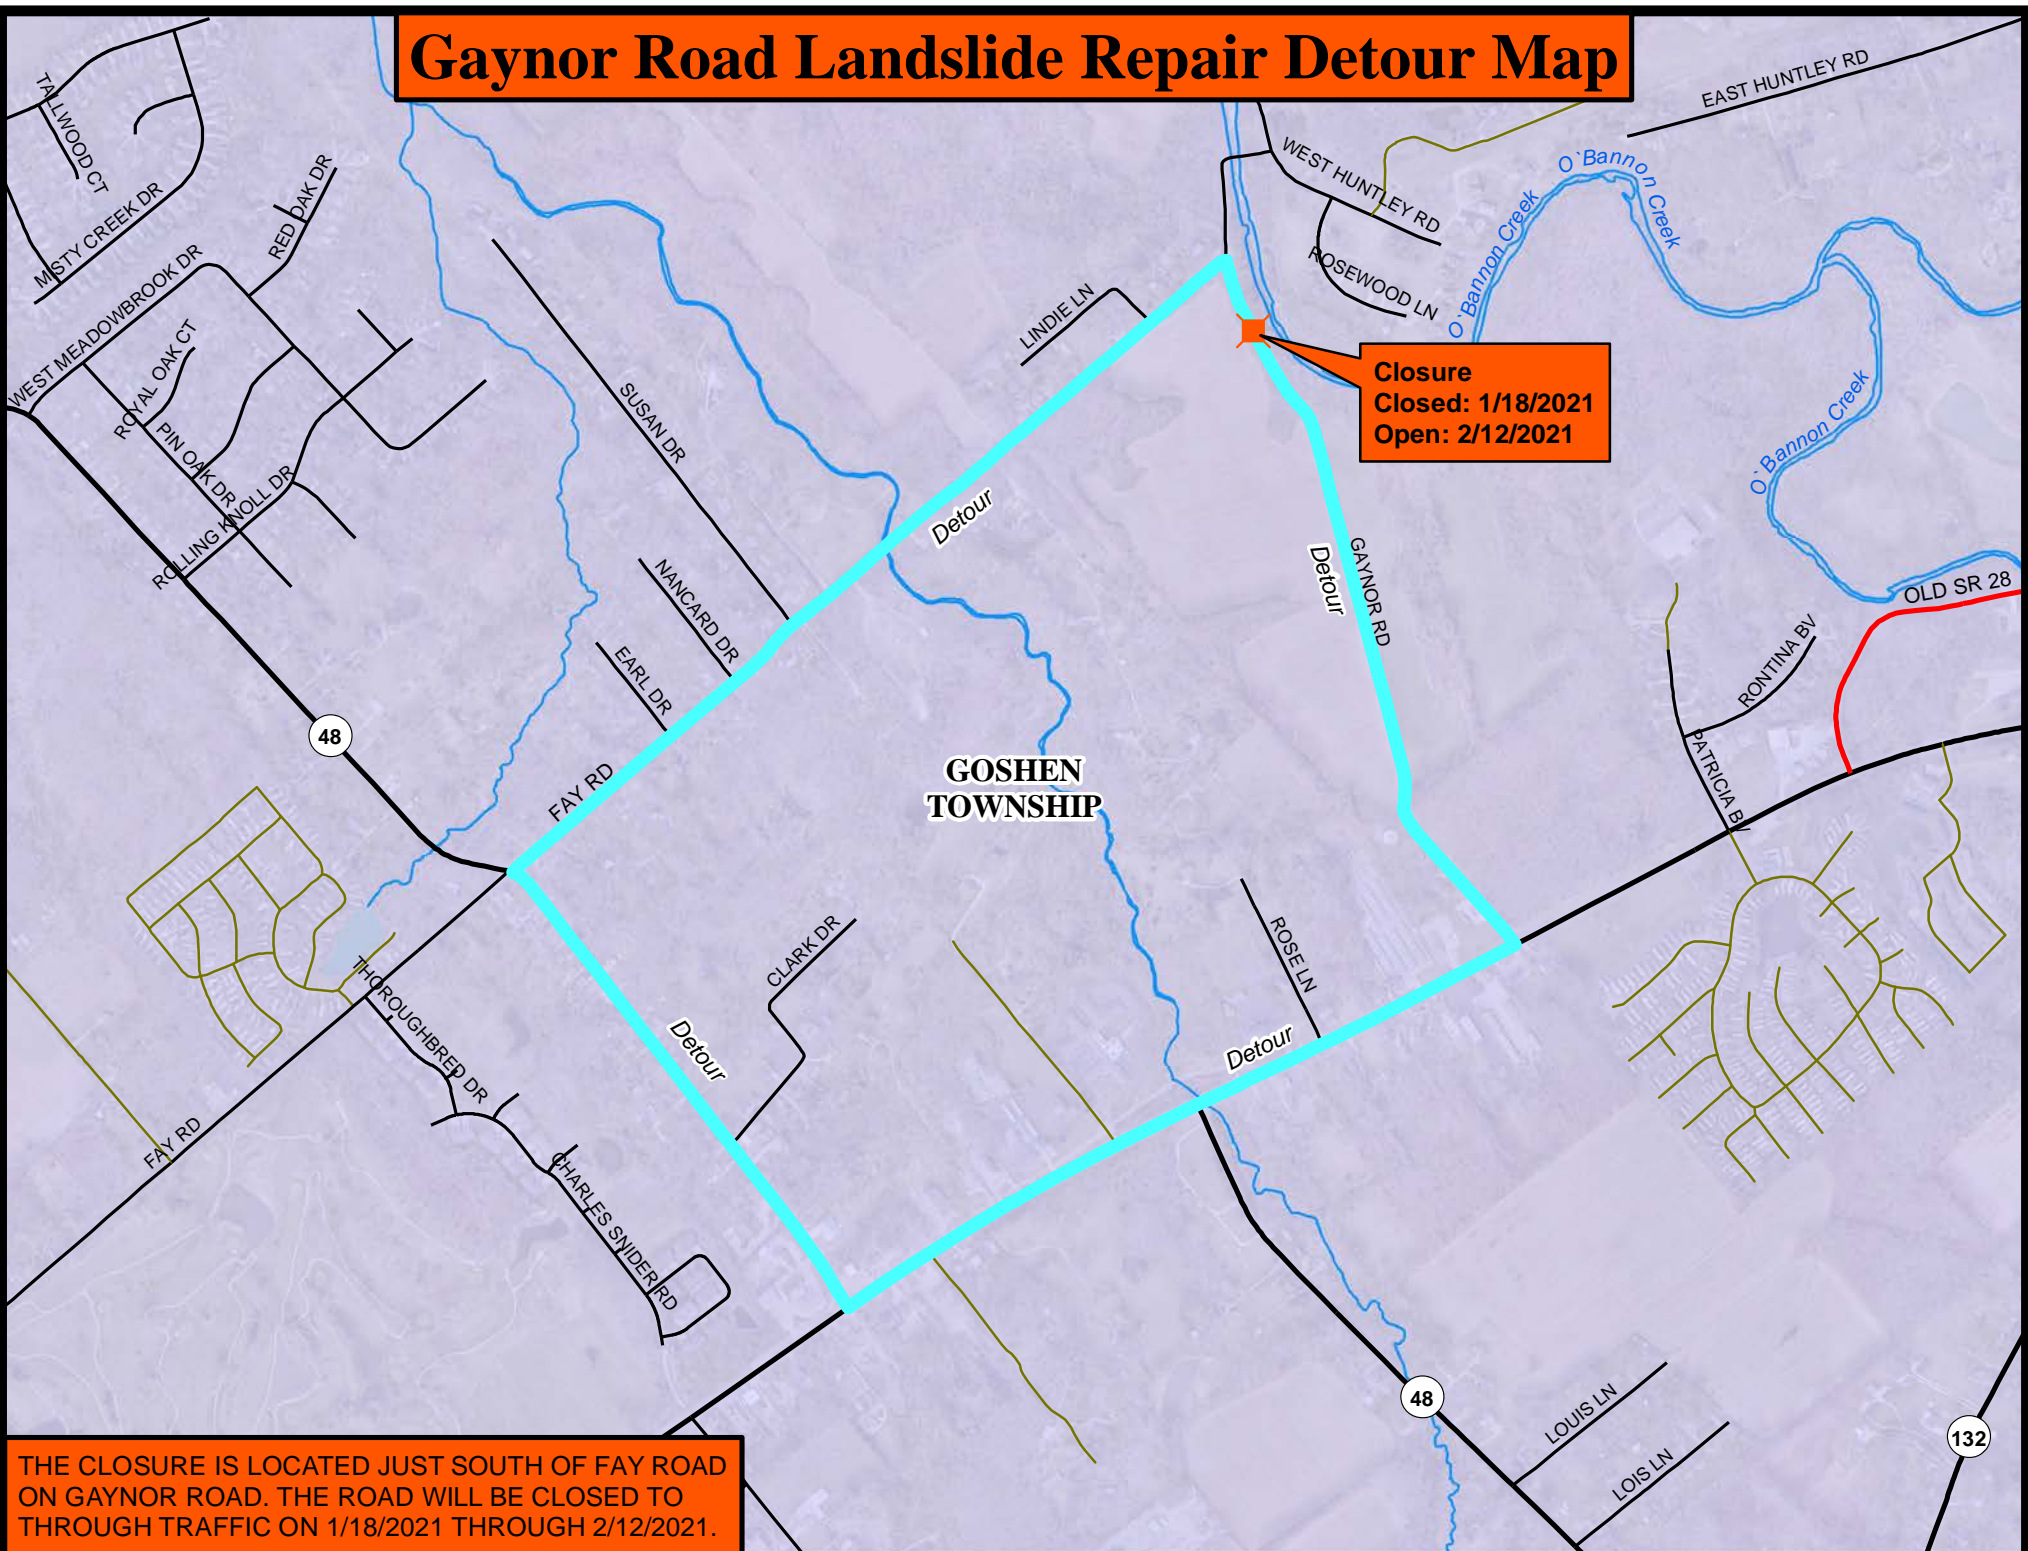 Gaynor Road Landslide Repair Detour Map
EAST HUNTLEY RD
TALLWOOD CT
MISTY CREEK DR
RED OAK DR
WEST HUNTLEY RD
O`Bannon Creek
O`Bannon Creek
ROSEWOOD LN
WEST MEADOWBROOK DR
ROYAL OAK CT
LINDIE LN
Closure
Closed: 1/18/2021
Open: 2/12/2021
PIN OAK DR
ROLLING KNOLL DR
SUSAN DR
Detour
O`Bannon Creek
NANCARD DR
Detour
GAYNOR RD
OLD SR 28
EARL DR
RONTINA BV
48
PATRICIA BV
FAY RD
GOSHEN
TOWNSHIP
CLARK DR
ROSE LN
THOROUGHBRED DR
Detour
Detour
FAY RD
CHARLES SNIDER RD
48
LOUIS LN
132
LOIS LN
THE CLOSURE IS LOCATED JUST SOUTH OF FAY ROAD
ON GAYNOR ROAD. THE ROAD WILL BE CLOSED TO
THROUGH TRAFFIC ON 1/18/2021 THROUGH 2/12/2021.